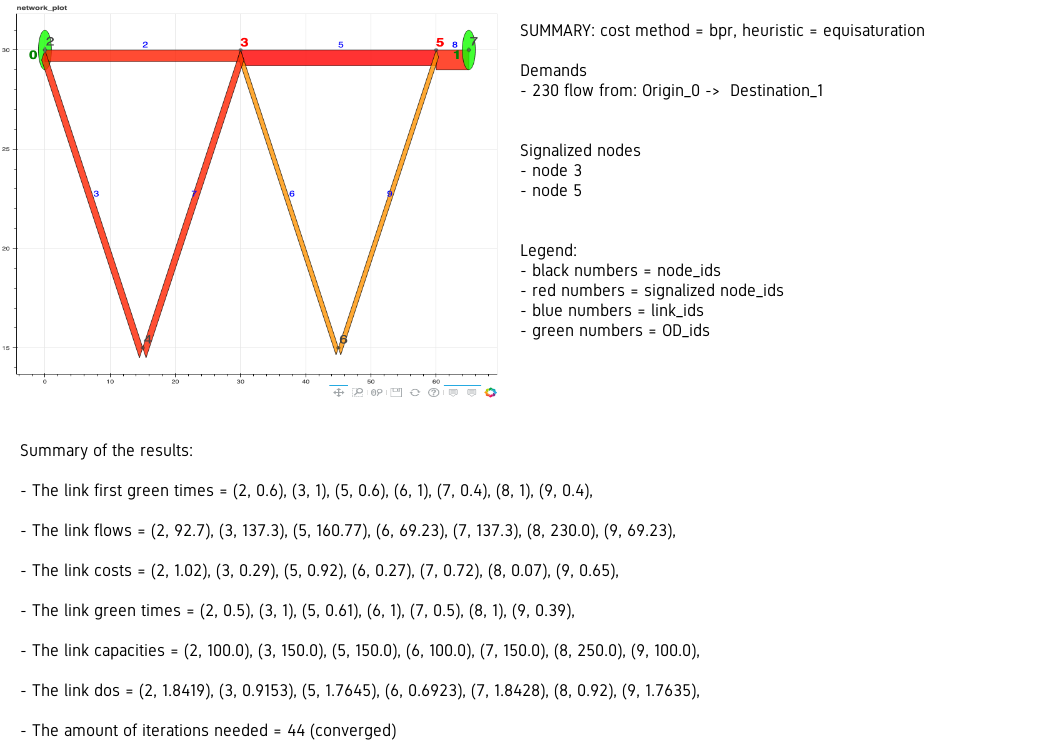 network_plot
SUMMARY: cost method = bpr, heuristic = equisaturation
Demands
- 230 flow from: Origin_0 -> Destination_1
Signalized nodes
- node 3
- node 5
Legend:
- black numbers = node_ids
- red numbers = signalized node_ids
- blue numbers = link_ids
- green numbers = OD_ids
30
25
20
15
0 2 2 3 5 5 8 1 7
3 7 6 9
4 6
0 10 20 30 40 50 60
Summary of the results:
- The link first green times = (2, 0.6), (3, 1), (5, 0.6), (6, 1), (7, 0.4), (8, 1), (9, 0.4),
- The link flows = (2, 92.7), (3, 137.3), (5, 160.77), (6, 69.23), (7, 137.3), (8, 230.0), (9, 69.23),
- The link costs = (2, 1.02), (3, 0.29), (5, 0.92), (6, 0.27), (7, 0.72), (8, 0.07), (9, 0.65),
- The link green times = (2, 0.5), (3, 1), (5, 0.61), (6, 1), (7, 0.5), (8, 1), (9, 0.39),
- The link capacities = (2, 100.0), (3, 150.0), (5, 150.0), (6, 100.0), (7, 150.0), (8, 250.0), (9, 100.0),
- The link dos = (2, 1.8419), (3, 0.9153), (5, 1.7645), (6, 0.6923), (7, 1.8428), (8, 0.92), (9, 1.7635),
- The amount of iterations needed = 44 (converged)